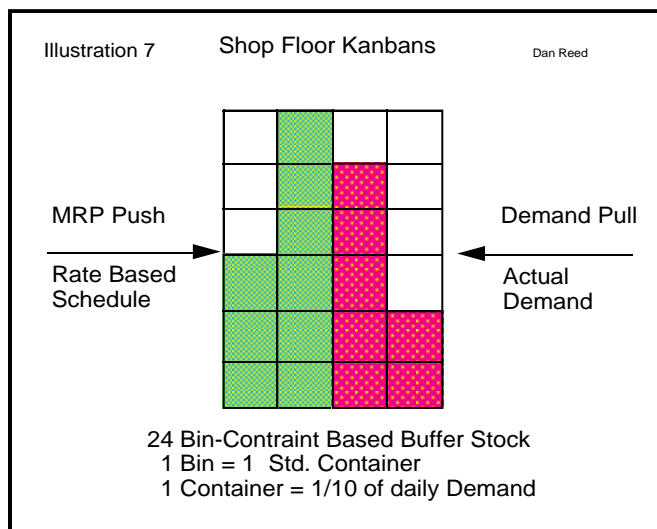 Illustration 7
Shop Floor Kanbans
Dan Reed
MRP Push
Rate Based
Schedule
Demand Pull
Actual
Demand
24 Bin-Contraint Based Buffer Stock
1 Bin = 1 Std. Container
1 Container = 1/10 of daily Demand